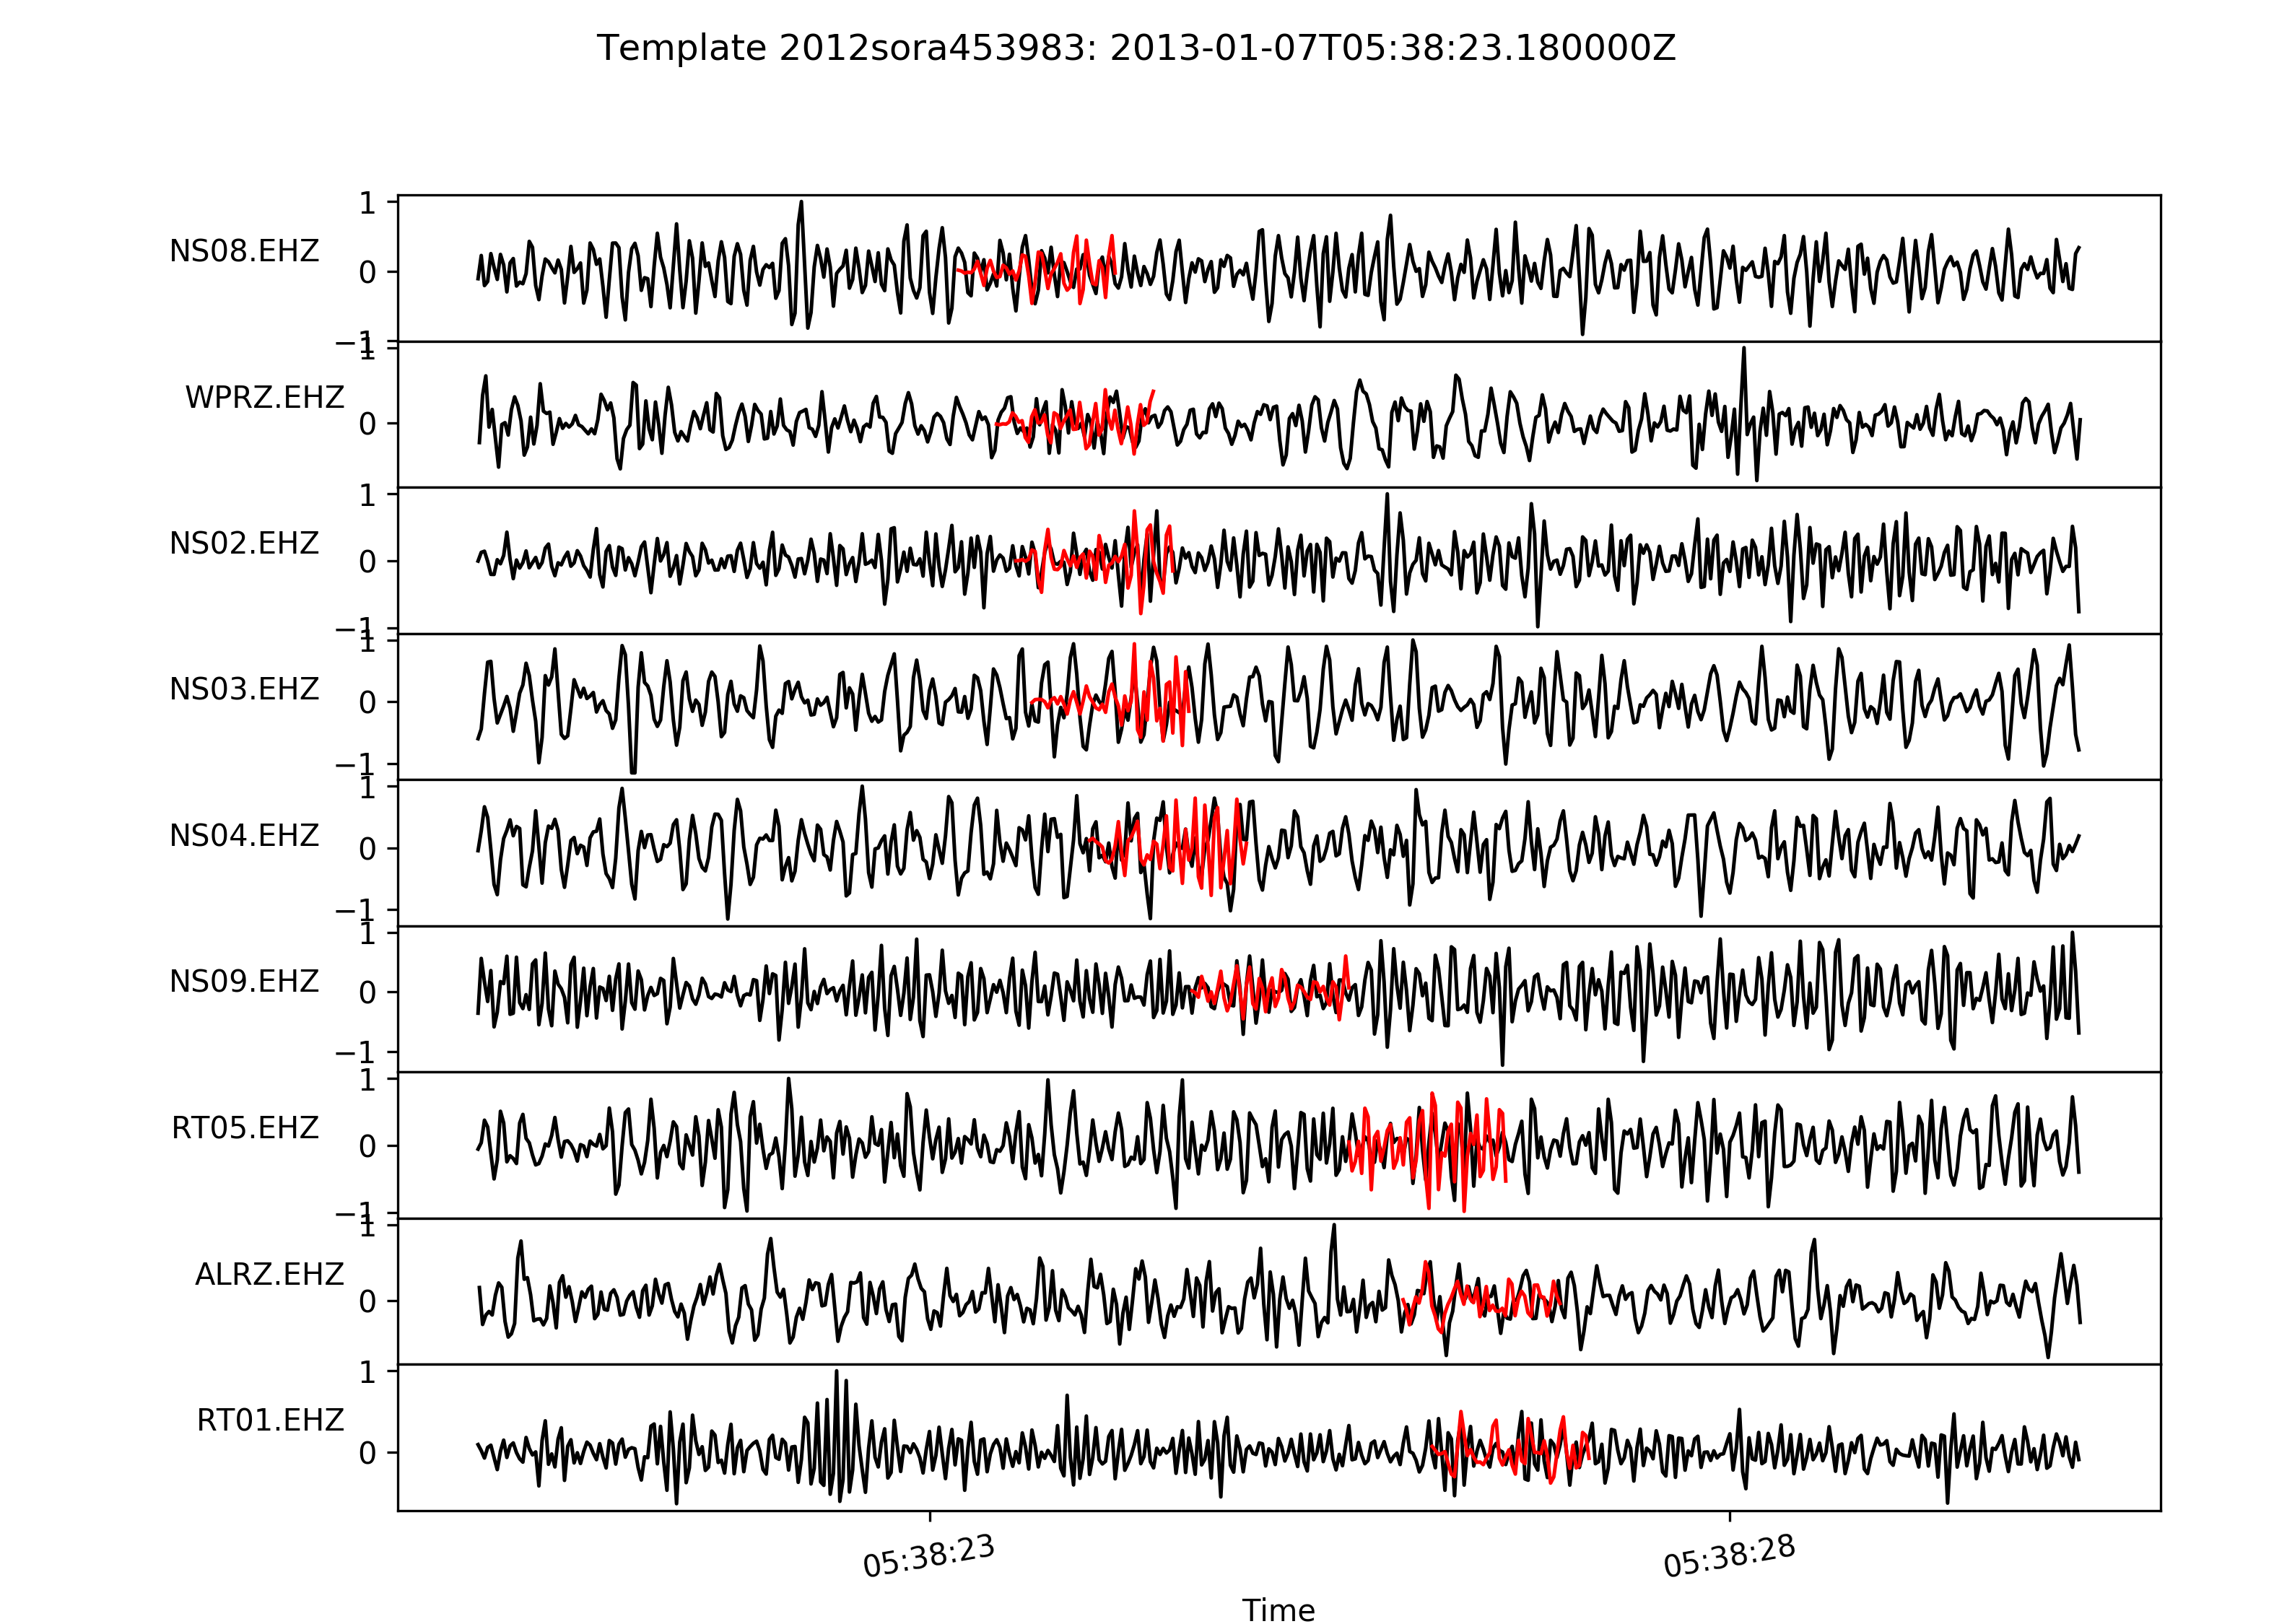 Template 2012sora453983: 2013-01-07T05:38:23.180000Z
1
NS08.EHZ
0
−1
1
WPRZ.EHZ
0
1
NS02.EHZ
0
−1
1
NS03.EHZ
0
−1
1
NS04.EHZ
0
−1
1
NS09.EHZ
0
−1
1
RT05.EHZ
0
−1
1
ALRZ.EHZ
0
1
RT01.EHZ
0
05:38:23 05:38:28
Time